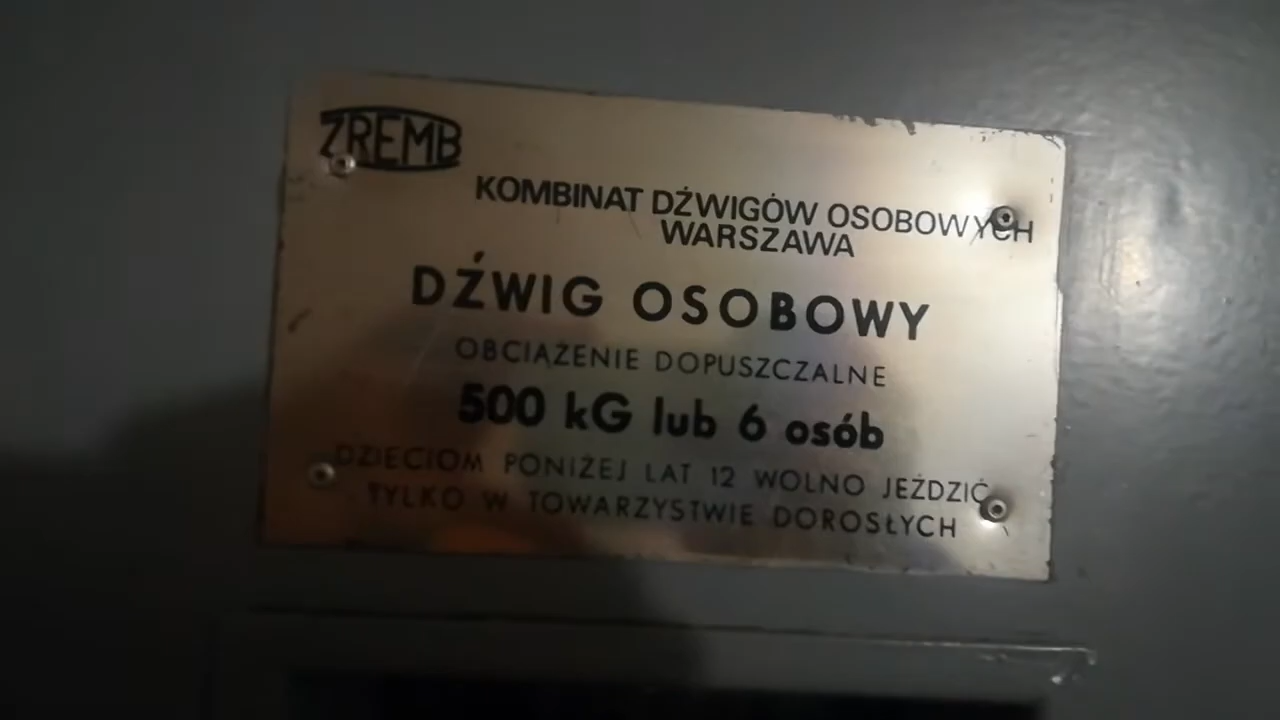 ZREMB
KOMBINAT DŹWIGÓW OSOBOWYCH
WARSZAWA
DŹWIG OSOBOWY
OBCIĄŻENIE DOPUSZCZALNE
500 kG lub 6 osób
DZIECIOM PONIŻEJ LAT 12 WOLNO JEŹDZIĆ
TYLKO W TOWARZYSTWIE DOROSŁYCH